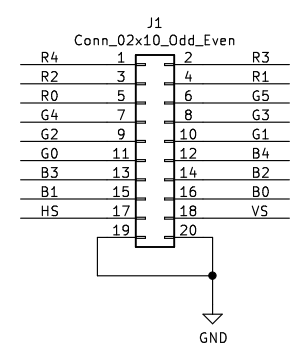 J1
Conn_02x10_Odd_Even
R4 1 2 R3
R2 3 4 R1
R0 5 6 G5
G4 7 8 G3
G2 9 10 G1
G0 11 12 B4
B3 13 14 B2
B1 15 16 B0
HS 17 18 VS
19 20
GND